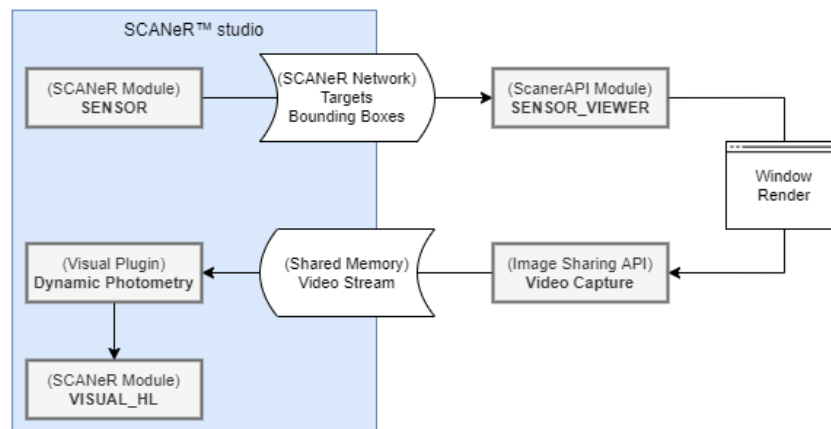 SCANeR™ studio
(SCANeR Module)
SENSOR
(SCANeR Network)
Targets
Bounding Boxes
(ScanerAPI Module)
SENSOR_VIEWER
Window
Render
(Visual Plugin)
Dynamic Photometry
(Shared Memory)
Video Stream
(Image Sharing API)
Video Capture
(SCANeR Module)
VISUAL_HL